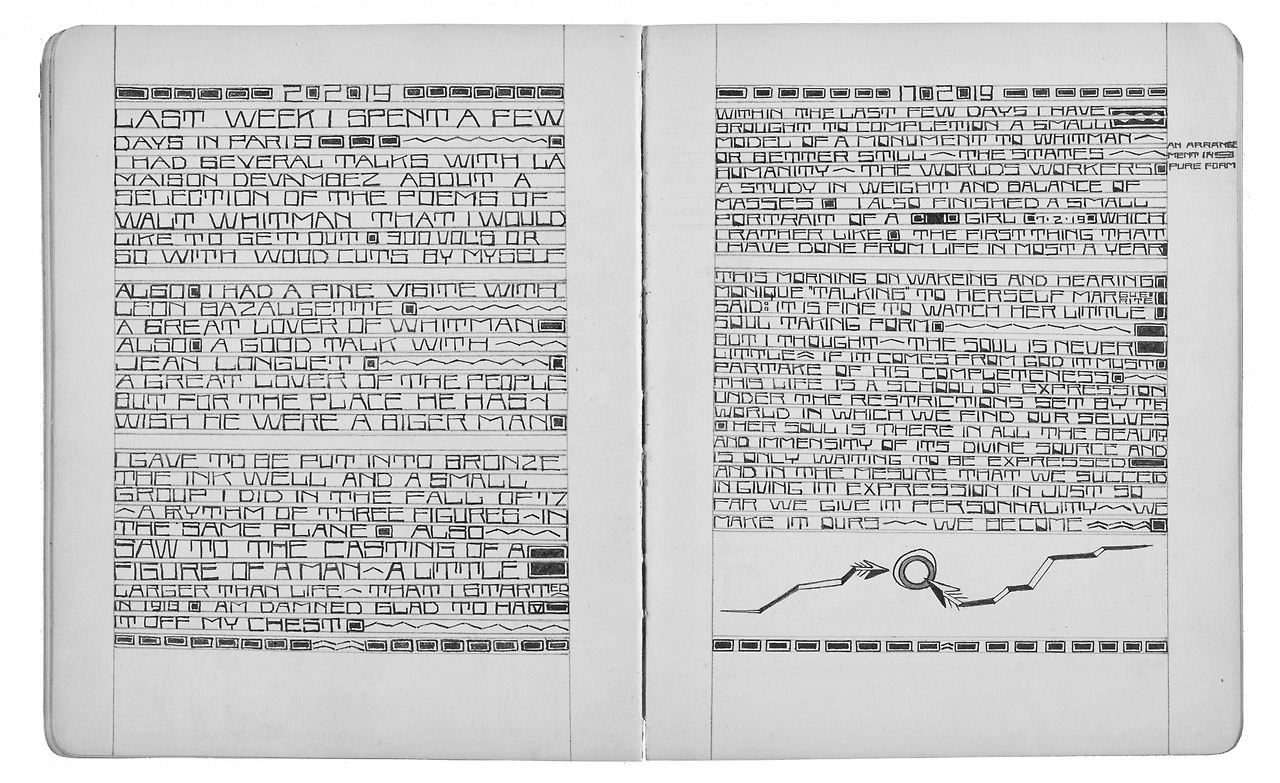 2·2·19
LAST WEEK I SPENT A FEW
DAYS IN PARIS
I HAD SEVERAL TALKS WITH LA
MAISON DEVAMBEZ ABOUT A
SELECTION OF THE POEMS OF
WALT WHITMAN THAT I WOULD
LIKE TO GET OUT 300 VOL'S OR
SO WITH WOOD CUTS BY MYSELF
ALSO I HAD A FINE VISITE WITH
LEON BAZALGETTE
A GREAT LOVER OF WHITMAN
ALSO A GOOD TALK WITH
JEAN LONGUET
A GREAT LOVER OF THE PEOPLE
BUT FOR THE PLACE HE HAS
WISH HE WERE A BIGER MAN
I GAVE TO BE PUT INTO BRONZE
THE INK WELL AND A SMALL
GROUP I DID IN THE FALL OF '17
A RYTHM OF THREE FIGURES IN
THE SAME PLANE ALSO
SAW TO THE CASTING OF A
FIGURE OF A MAN A LITTLE
LARGER THAN LIFE THAT I STARTED
IN 1913 AM DAMNED GLAD TO HAV
IT OFF MY CHEST
17·2·19
WITHIN THE LAST FEW DAYS I HAVE
BROUGHT TO COMPLETION A SMALL
MODEL OF A MONUMENT TO WHITMAN
OR BETTER STILL THE STATES
HUMANITY THE WORLDS WORKERS
A STUDY IN WEIGHT AND BALANCE OF
MASSES I ALSO FINISHED A SMALL
PORTRAIT OF A GIRL 7·2·19 WHICH
I RATHER LIKE THE FIRST THING THAT
I HAVE DONE FROM LIFE IN MOST A YEAR
AN ARRANGE
MENT IN
PURE FORM
THIS MORNING ON WAKEING AND HEARING
MONIQUE "TALKING" TO HERSELF MARGUERITE
SAID: IT IS FINE TO WATCH HER LITTLE
SOUL TAKING FORM
BUT I THOUGHT THE SOUL IS NEVER
LITTLE IF IT COMES FROM GOD IT MUST
PARTAKE OF HIS COMPLETENESS
THIS LIFE IS A SCHOOL OF EXPRESSION
UNDER THE RESTRICTIONS SET BY THE
WORLD IN WHICH WE FIND OUR SELVES
HER SOUL IS THERE IN ALL THE BEAUTY
AND IMMENSITY OF IT'S DIVINE SOURCE AND
IS ONLY WAITING TO BE EXPRESSED
AND IN THE MESURE THAT WE SUCCEED
IN GIVING IT EXPRESSION IN JUST SO
FAR WE GIVE IT PERSONNALITY WE
MAKE IT OURS WE BECOME